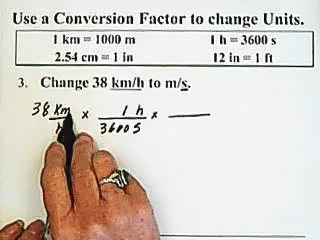 Use a Conversion Factor to change Units.
1 km = 1000 m 1 h = 3600 s
2.54 cm = 1 in 12 in = 1 ft
3. Change 38 km/h to m/s.
38 Km × 1 h ×
h 3600 S